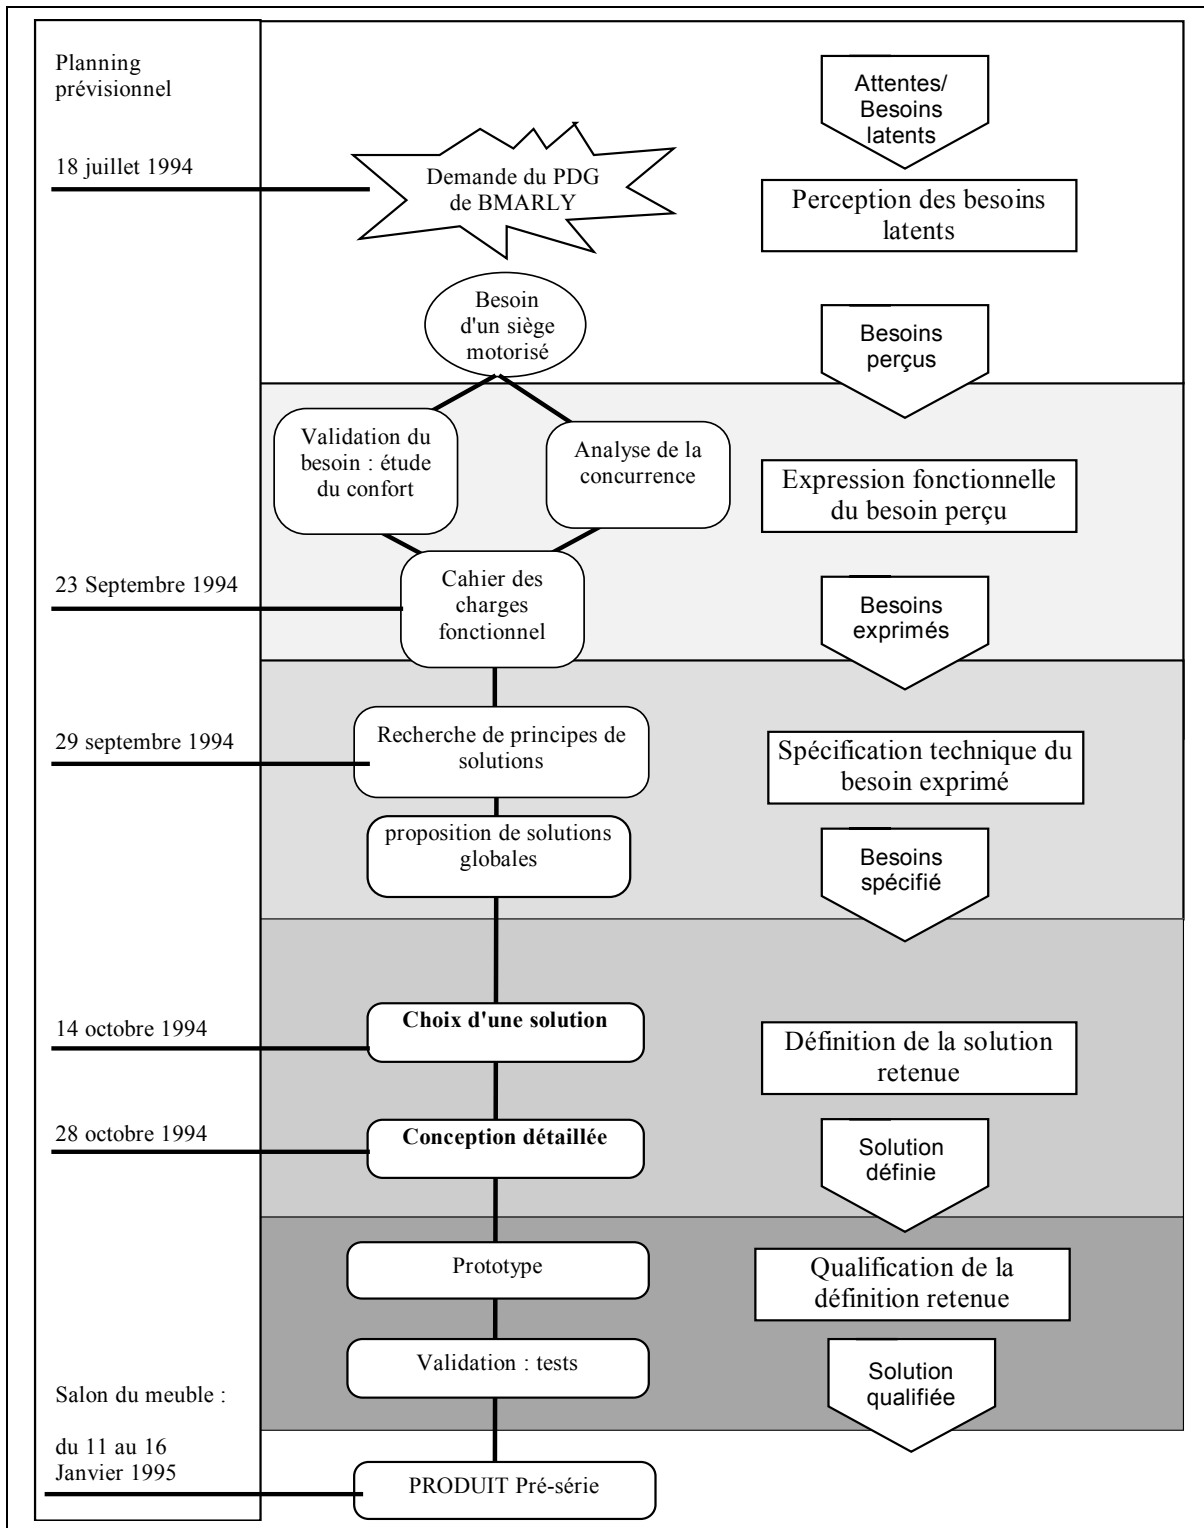 Planning
prévisionnel
Attentes/
Besoins
latents
18 juillet 1994
Demande du PDG
de BMARLY
Perception des besoins
latents
Besoin
d'un siège
motorisé
Besoins
perçus
Validation du
besoin : étude
du confort
Analyse de la
concurrence
Expression fonctionnelle
du besoin perçu
23 Septembre 1994
Cahier des
charges
fonctionnel
Besoins
exprimés
29 septembre 1994
Recherche de principes de
solutions
Spécification technique du
besoin exprimé
proposition de solutions
globales
Besoins
spécifié
14 octobre 1994
Choix d'une solution
Définition de la solution
retenue
28 octobre 1994
Conception détaillée
Solution
définie
Prototype
Qualification de la
définition retenue
Validation : tests
Solution
qualifiée
Salon du meuble :
du 11 au 16
Janvier 1995
PRODUIT Pré-série